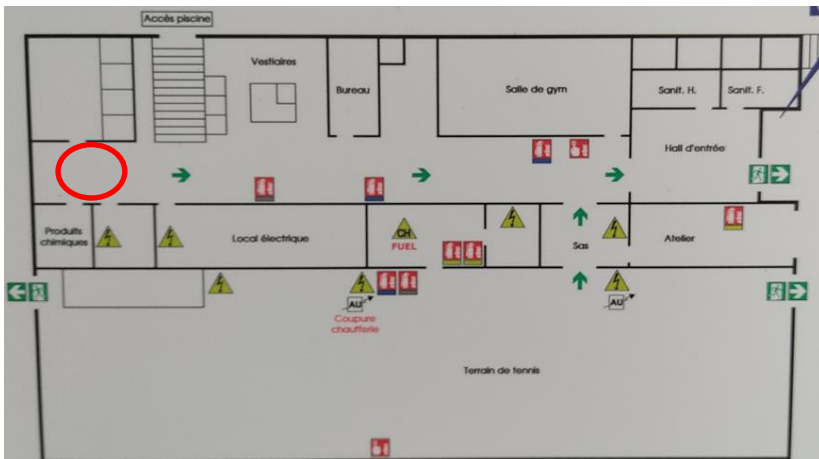 Accès piscine
Vestiaires
Bureau
Salle de gym
Sanit. H.
Sanit. F.
Hall d'entrée
Produits
chimiques
Local électrique
CH
FUEL
Sas
Atelier
AU
Coupure
chaufferie
AU
Terrain de tennis